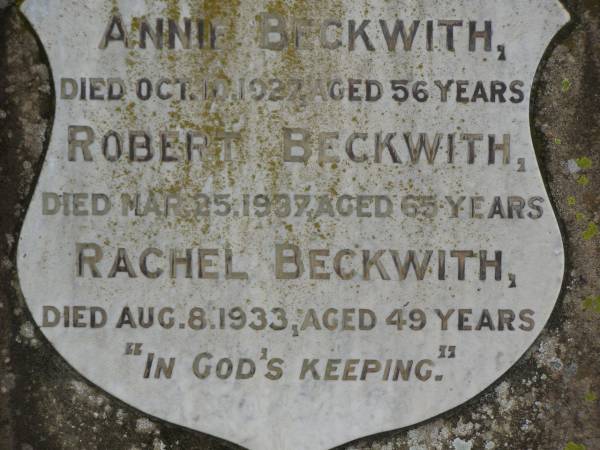 ANNIE BECKWITH,
DIED OCT. 10. 1927, AGED 56 YEARS
ROBERT BECKWITH,
DIED MAR. 25. 1937, AGED 65 YEARS
RACHEL BECKWITH,
DIED AUG. 8. 1933, AGED 49 YEARS
"IN GOD'S KEEPING."